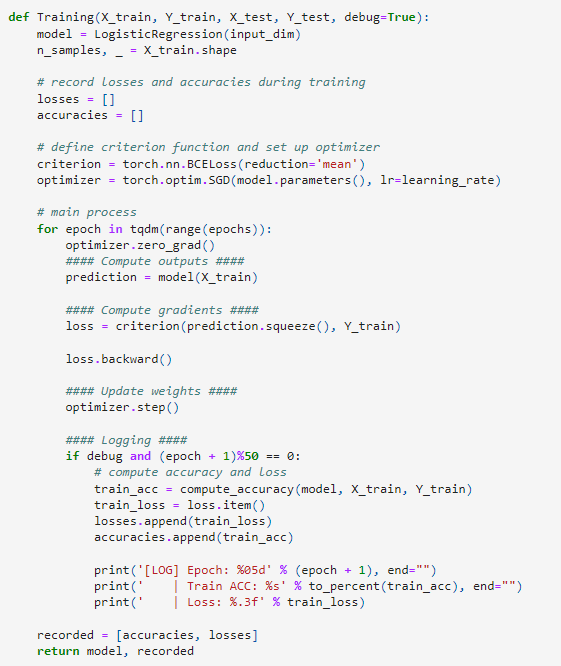 def Training(X_train, Y_train, X_test, Y_test, debug=True):
    model = LogisticRegression(input_dim)
    n_samples, _ = X_train.shape

    # record losses and accuracies during training
    losses = []
    accuracies = []

    # define criterion function and set up optimizer
    criterion = torch.nn.BCELoss(reduction='mean')
    optimizer = torch.optim.SGD(model.parameters(), lr=learning_rate)

    # main process
    for epoch in tqdm(range(epochs)):
        optimizer.zero_grad()
        #### Compute outputs ####
        prediction = model(X_train)

        #### Compute gradients ####
        loss = criterion(prediction.squeeze(), Y_train)

        loss.backward()

        #### Update weights ####
        optimizer.step()

        #### Logging ####
        if debug and (epoch + 1)%50 == 0:
            # compute accuracy and loss
            train_acc = compute_accuracy(model, X_train, Y_train)
            train_loss = loss.item()
            losses.append(train_loss)
            accuracies.append(train_acc)

            print('[LOG] Epoch: %05d' % (epoch + 1), end="")
            print('    | Train ACC: %s' % to_percent(train_acc), end="")
            print('    | Loss: %.3f' % train_loss)

    recorded = [accuracies, losses]
    return model, recorded